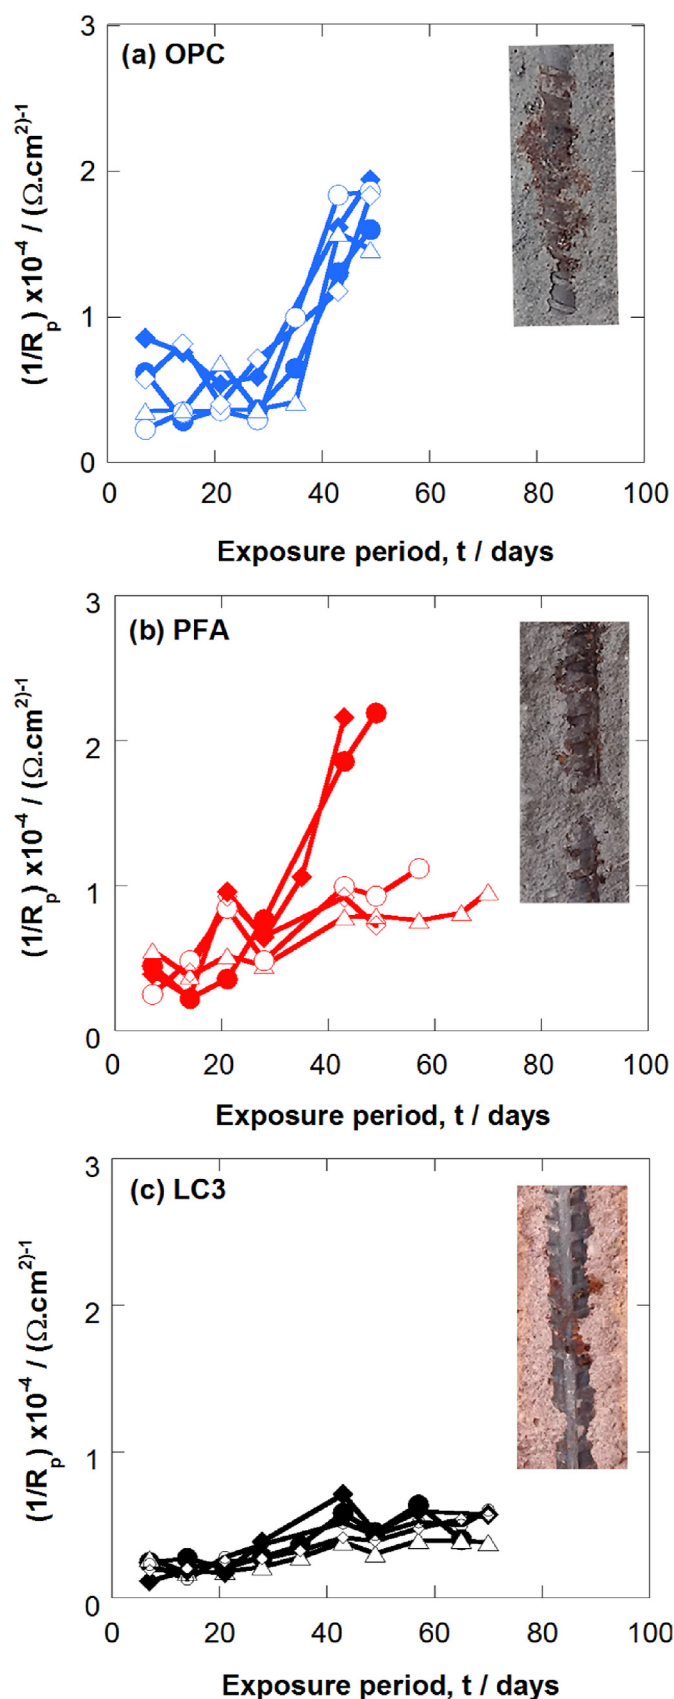 (a) OPC
3
2
1
0
(1/Rp) x10-4 / (Ω.cm2)-1
0 20 40 60 80 100
Exposure period, t / days
(b) PFA
3
2
1
0
(1/Rp) x10-4 / (Ω.cm2)-1
0 20 40 60 80 100
Exposure period, t / days
(c) LC3
3
2
1
0
(1/Rp) x10-4 / (Ω.cm2)-1
0 20 40 60 80 100
Exposure period, t / days